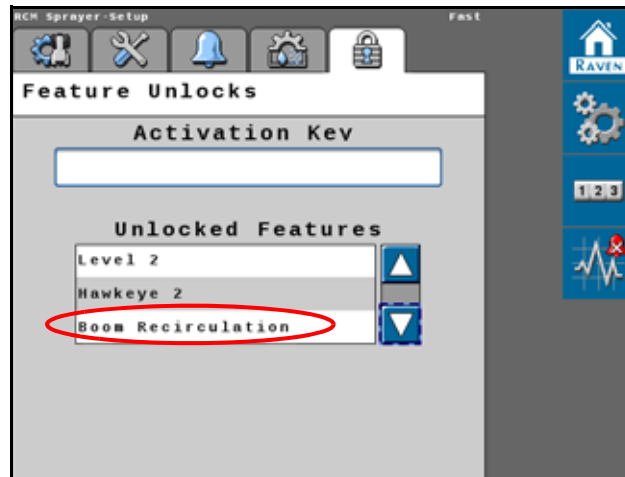 RCM Sprayer-Setup Fast
Feature Unlocks
Activation Key
Unlocked Features
Level 2
Hawkeye 2
Boom Recirculation
RAVEN
1 2 3